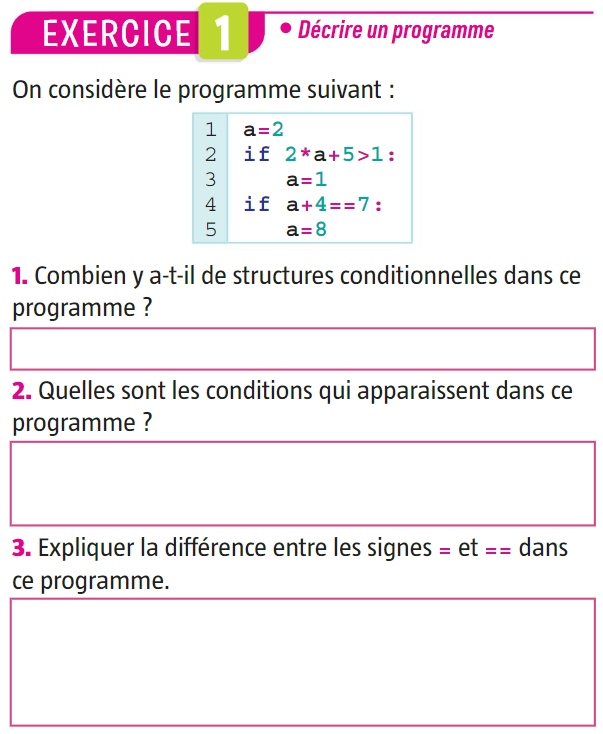 EXERCICE 1 • Décrire un programme
On considère le programme suivant :
1 a=2
2 if 2*a+5>1:
3     a=1
4 if a+4==7:
5     a=8
1. Combien y a-t-il de structures conditionnelles dans ce
programme ?
2. Quelles sont les conditions qui apparaissent dans ce
programme ?
3. Expliquer la différence entre les signes = et == dans
ce programme.